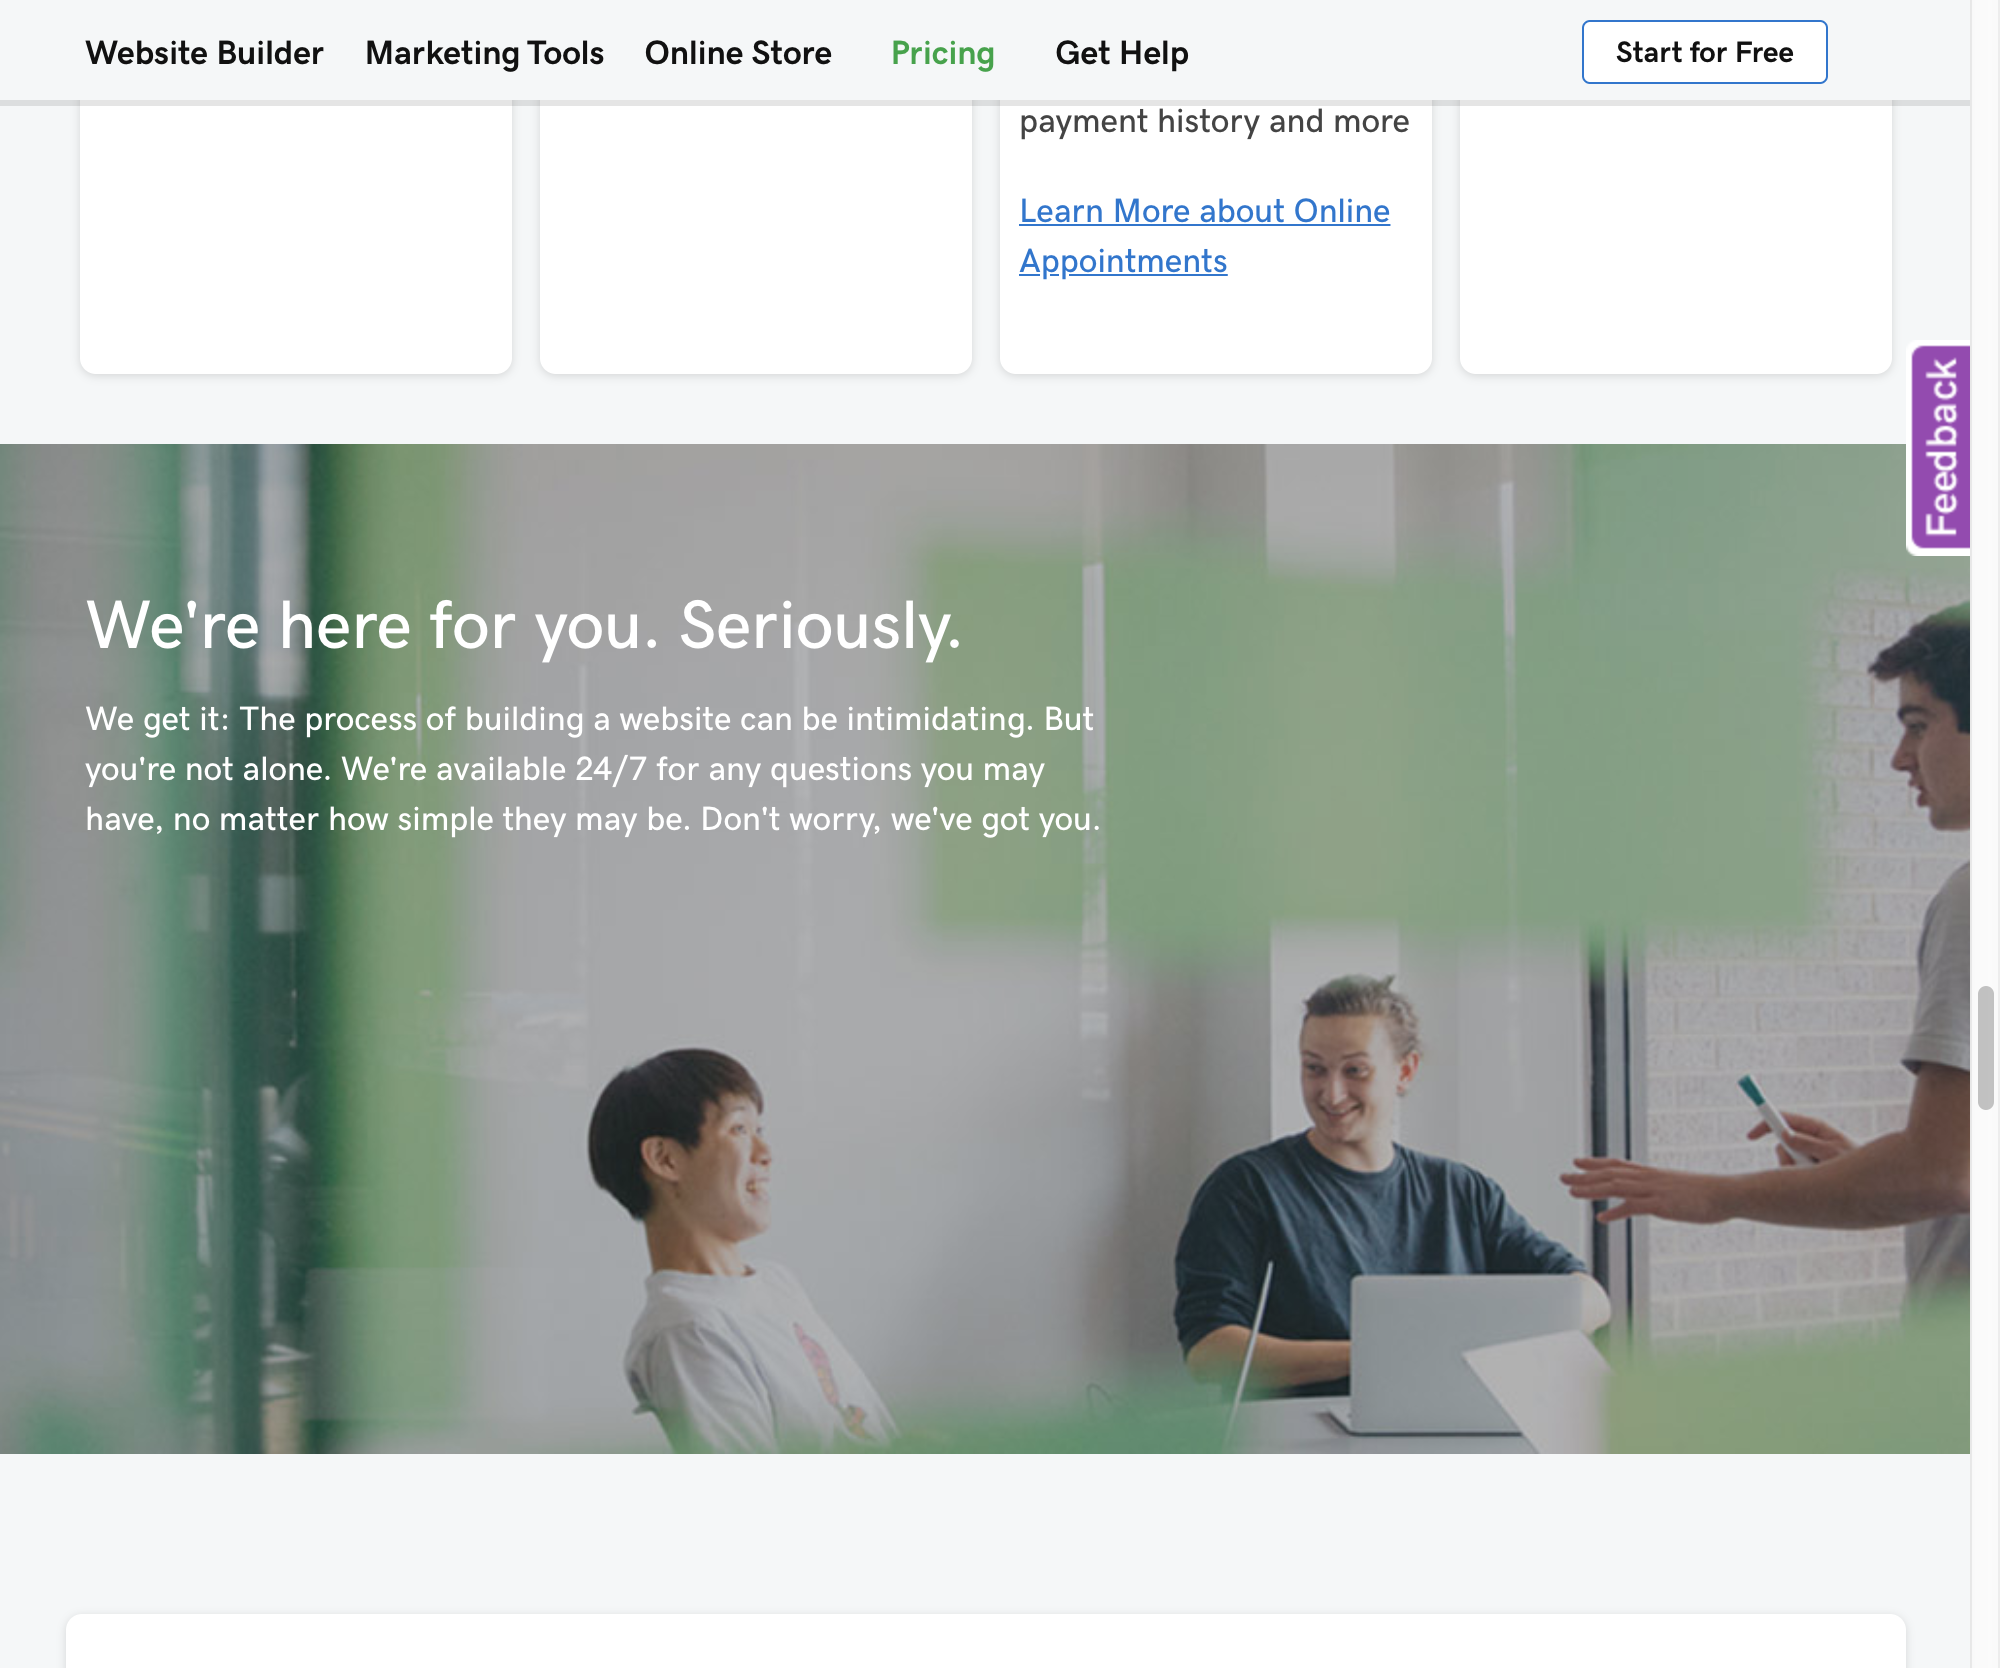 Website Builder Marketing Tools Online Store Pricing Get Help Start for Free
payment history and more
Learn More about Online
Appointments
Feedback
We're here for you. Seriously.
We get it: The process of building a website can be intimidating. But
you're not alone. We're available 24/7 for any questions you may
have, no matter how simple they may be. Don't worry, we've got you.